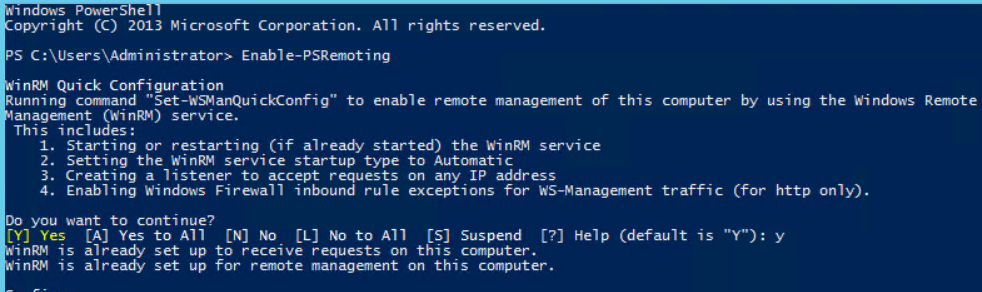 Windows PowerShell
Copyright (C) 2013 Microsoft Corporation. All rights reserved.
PS C:\Users\Administrator> Enable-PSRemoting
WinRM Quick Configuration
Running command "Set-WSManQuickConfig" to enable remote management of this computer by using the Windows Remote
Management (WinRM) service.
This includes:
1. Starting or restarting (if already started) the WinRM service
2. Setting the WinRM service startup type to Automatic
3. Creating a listener to accept requests on any IP address
4. Enabling Windows Firewall inbound rule exceptions for WS-Management traffic (for http only).
Do you want to continue?
[Y] Yes  [A] Yes to All  [N] No  [L] No to All  [S] Suspend  [?] Help (default is "Y"): y
WinRM is already set up to receive requests on this computer.
WinRM is already set up for remote management on this computer.